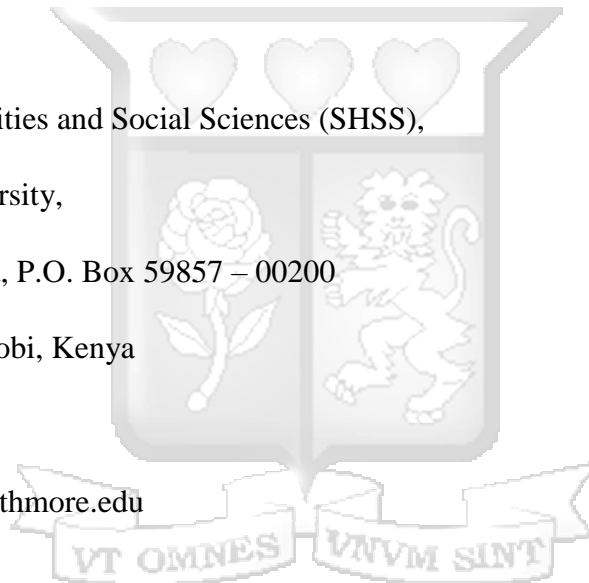 ities and Social Sciences (SHSS),
rsity,
, P.O. Box 59857 – 00200
obi, Kenya
thmore.edu
VT OMNES VNVM SINT